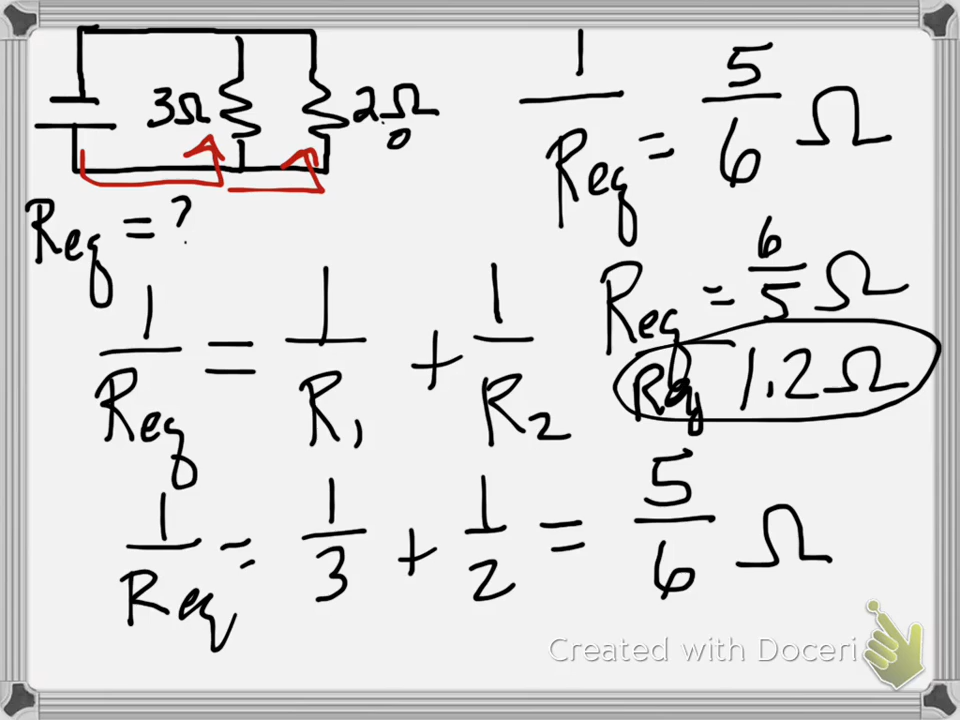 3Ω 2Ω
Req = ?
1/Req = 1/R1 + 1/R2
1/Req = 1/3 + 1/2 = 5/6 Ω
1/Req = 5/6 Ω
Req = 6/5 Ω
Req 1.2Ω
Created with Doceri